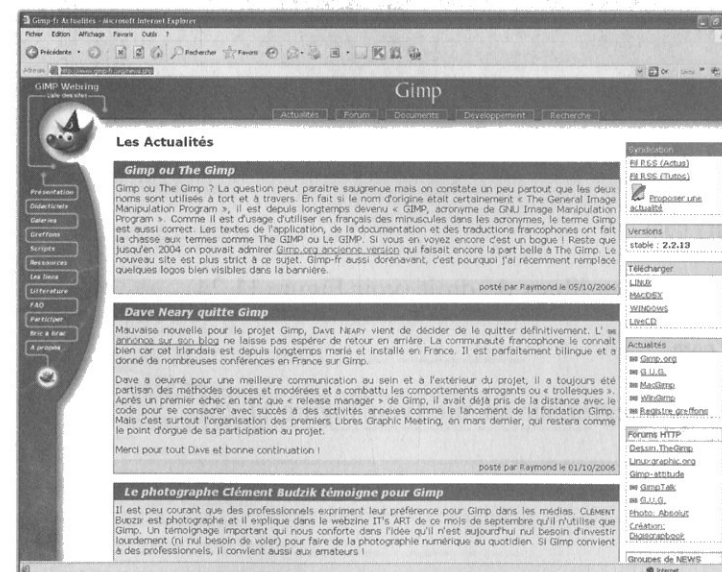 Gimp-fr Actualités - Microsoft Internet Explorer
Fichier Edition Affichage Favoris Outils ?
Précédente Rechercher Favoris
http://www.gimp-fr.org/news.php
OK
GIMP Webring
Liste des sites
Gimp
Actualités Forum Documents Développement Recherche
Présentation
Didacticiels
Galeries
Greffons
Scripts
Ressources
Les liens
Litterature
FAQ
Participer
Bric à brac
A propos
Les Actualités
Gimp ou The Gimp
Gimp ou The Gimp ? La question peut paraitre saugrenue mais on constate un peu partout que les deux
noms sont utilisés à tort et à travers. En fait si le nom d'origine était certainement « The General Image
Manipulation Program », il est depuis longtemps devenu « GIMP, acronyme de GNU Image Manipulation
Program ». Comme il est d'usage d'utiliser en français des minuscules dans les acronymes, le terme Gimp
est aussi correct. Les textes de l'application, de la documentation et des traductions francophones ont fait
la chasse aux termes comme The GIMP ou Le GIMP. Si vous en voyez encore c'est un bogue ! Reste que
jusqu'en 2004 on pouvait admirer Gimp.org ancienne version qui faisait encore la part belle à The Gimp. Le
nouveau site est plus strict à ce sujet. Gimp-fr aussi dorénavant, c'est pourquoi j'ai récemment remplacé
quelques logos bien visibles dans la bannière.
posté par Raymond le 05/10/2006
Dave Neary quitte Gimp
Mauvaise nouvelle pour le projet Gimp, DAVE NEARY vient de décider de le quitter définitivement. L'
annonce sur son blog ne laisse pas espérer de retour en arrière. La communauté francophone le connait
bien car cet irlandais est depuis longtemps marié et installé en France. Il est parfaitement bilingue et a
donné de nombreuses conférences en France sur Gimp.
Dave a oeuvré pour une meilleure communication au sein et à l'extérieur du projet, il a toujours été
partisan des méthodes douces et modérées et a combattu les comportements arrogants ou « trollesques ».
Après un premier échec en tant que « release manager » de Gimp, il avait déjà pris de la distance avec le
code pour se consacrer avec succès à des activités annexes comme le lancement de la fondation Gimp.
Mais c'est surtout l'organisation des premiers Libres Graphic Meeting, en mars dernier, qui restera comme
le point d'orgue de sa participation au projet.
Merci pour tout Dave et bonne continuation !
posté par Raymond le 01/10/2006
Le photographe Clément Budzik témoigne pour Gimp
Il est peu courant que des professionnels expriment leur préférence pour Gimp dans les médias. CLÉMENT
BUDZIK est photographe et il explique dans le webzine IT's ART de ce mois de septembre qu'il n'utilise que
Gimp. Un témoignage important qui nous conforte dans l'idée qu'il n'est aujourd'hui nul besoin d'investir
lourdement (ni nul besoin de voler) pour faire de la photographie numérique au quotidien. Si Gimp convient
à des professionnels, il convient aussi aux amateurs !
Syndication
Fil RSS (Actus)
Fil RSS (Tutos)
Proposer une
actualité
Versions
stable : 2.2.13
Télécharger
LINUX
MACOSX
WINDOWS
LiveCD
Actualités
Gimp.org
G.U.G.
MacGimp
WinGimp
Registre greffons
Forums HTTP
Dessin.TheGimp
Linuxgraphic.org
Gimp-attitude
GimpTalk
G.U.G.
Photo: Absolut
Création:
Digiscrapbook
Groupes de NEWS
Internet